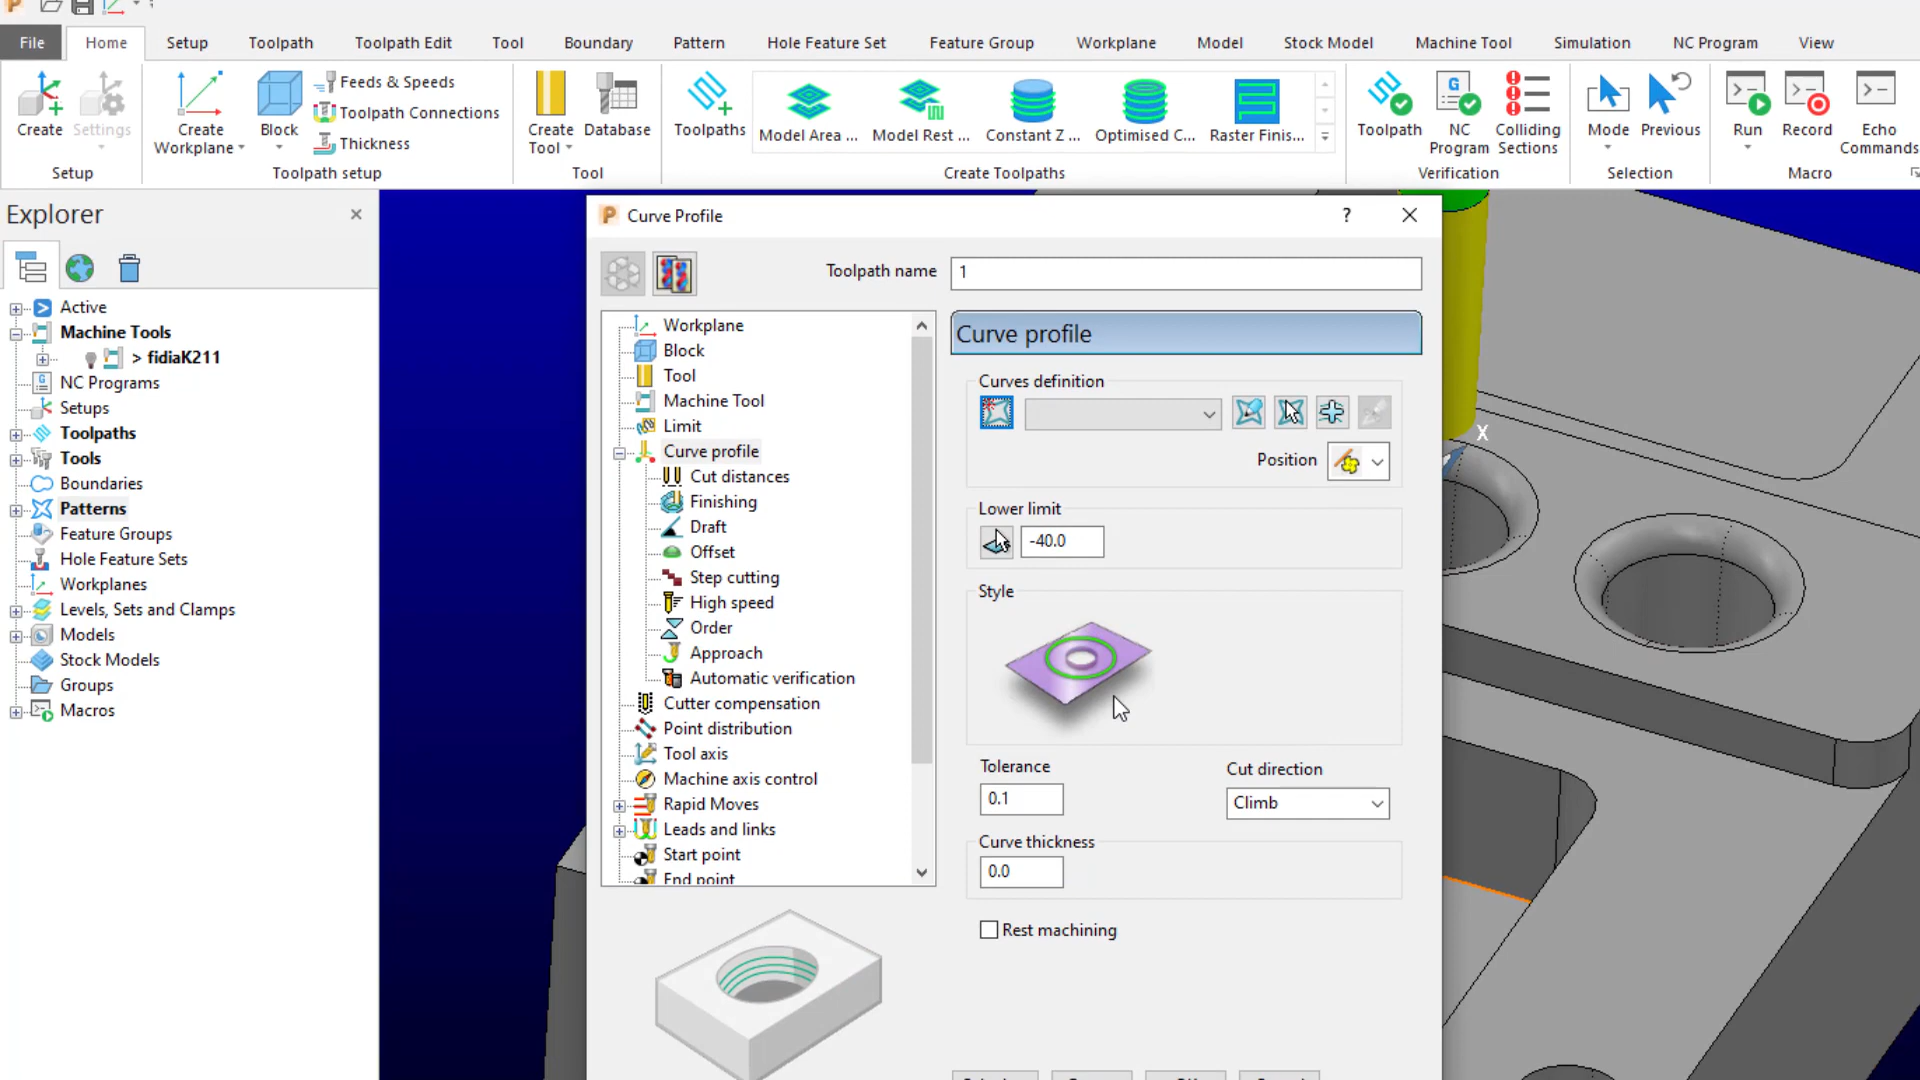 File Home Setup Toolpath Toolpath Edit Tool Boundary Pattern Hole Feature Set Feature Group Workplane Model Stock Model Machine Tool Simulation NC Program View
Create
Settings
Setup
Create
Workplane
Block
Feeds & Speeds
Toolpath Connections
Thickness
Toolpath setup
Create
Tool
Database
Tool
Toolpaths
Model Area ...
Model Rest ...
Constant Z ...
Optimised C...
Raster Finis...
Create Toolpaths
Toolpath
NC
Program
Colliding
Sections
Verification
Mode
Previous
Selection
Run
Record
Echo
Commands
Macro
Explorer
Active
Machine Tools
> fidiaK211
NC Programs
Setups
Toolpaths
Tools
Boundaries
Patterns
Feature Groups
Hole Feature Sets
Workplanes
Levels, Sets and Clamps
Models
Stock Models
Groups
Macros
P Curve Profile ?
Toolpath name 1
Workplane
Block
Tool
Machine Tool
Limit
Curve profile
Cut distances
Finishing
Draft
Offset
Step cutting
High speed
Order
Approach
Automatic verification
Cutter compensation
Point distribution
Tool axis
Machine axis control
Rapid Moves
Leads and links
Start point
End point
Curve profile
Curves definition
Position
Lower limit
-40.0
Style
Tolerance
0.1
Cut direction
Climb
Curve thickness
0.0
Rest machining
X